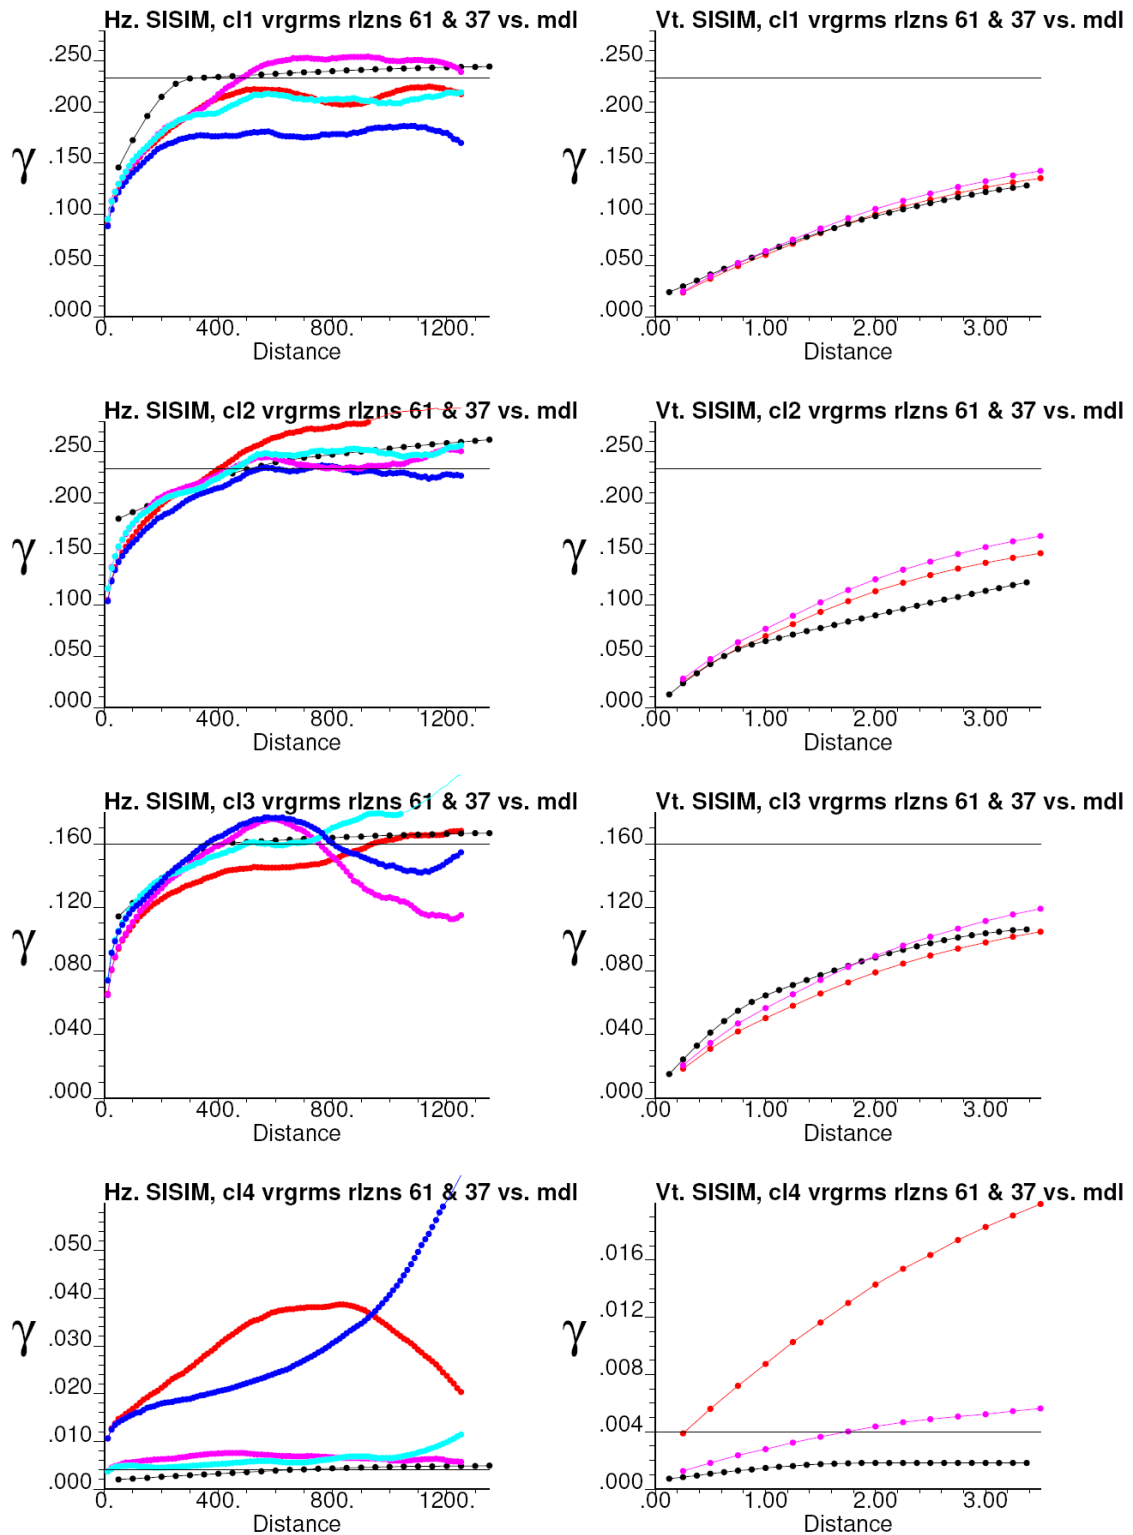 Hz. SISIM, cl1 vrgrms rlzns 61 & 37 vs. mdl
γ
.250
.200
.150
.100
.050
.000
0. 400. 800. 1200.
Distance
Vt. SISIM, cl1 vrgrms rlzns 61 & 37 vs. mdl
γ
.250
.200
.150
.100
.050
.000
.00 1.00 2.00 3.00
Distance
Hz. SISIM, cl2 vrgrms rlzns 61 & 37 vs. mdl
γ
.250
.200
.150
.100
.050
.000
0. 400. 800. 1200.
Distance
Vt. SISIM, cl2 vrgrms rlzns 61 & 37 vs. mdl
γ
.250
.200
.150
.100
.050
.000
.00 1.00 2.00 3.00
Distance
Hz. SISIM, cl3 vrgrms rlzns 61 & 37 vs. mdl
γ
.160
.120
.080
.040
.000
0. 400. 800. 1200.
Distance
Vt. SISIM, cl3 vrgrms rlzns 61 & 37 vs. mdl
γ
.160
.120
.080
.040
.000
.00 1.00 2.00 3.00
Distance
Hz. SISIM, cl4 vrgrms rlzns 61 & 37 vs. mdl
γ
.050
.040
.030
.020
.010
.000
0. 400. 800. 1200.
Distance
Vt. SISIM, cl4 vrgrms rlzns 61 & 37 vs. mdl
γ
.016
.012
.008
.004
.000
.00 1.00 2.00 3.00
Distance